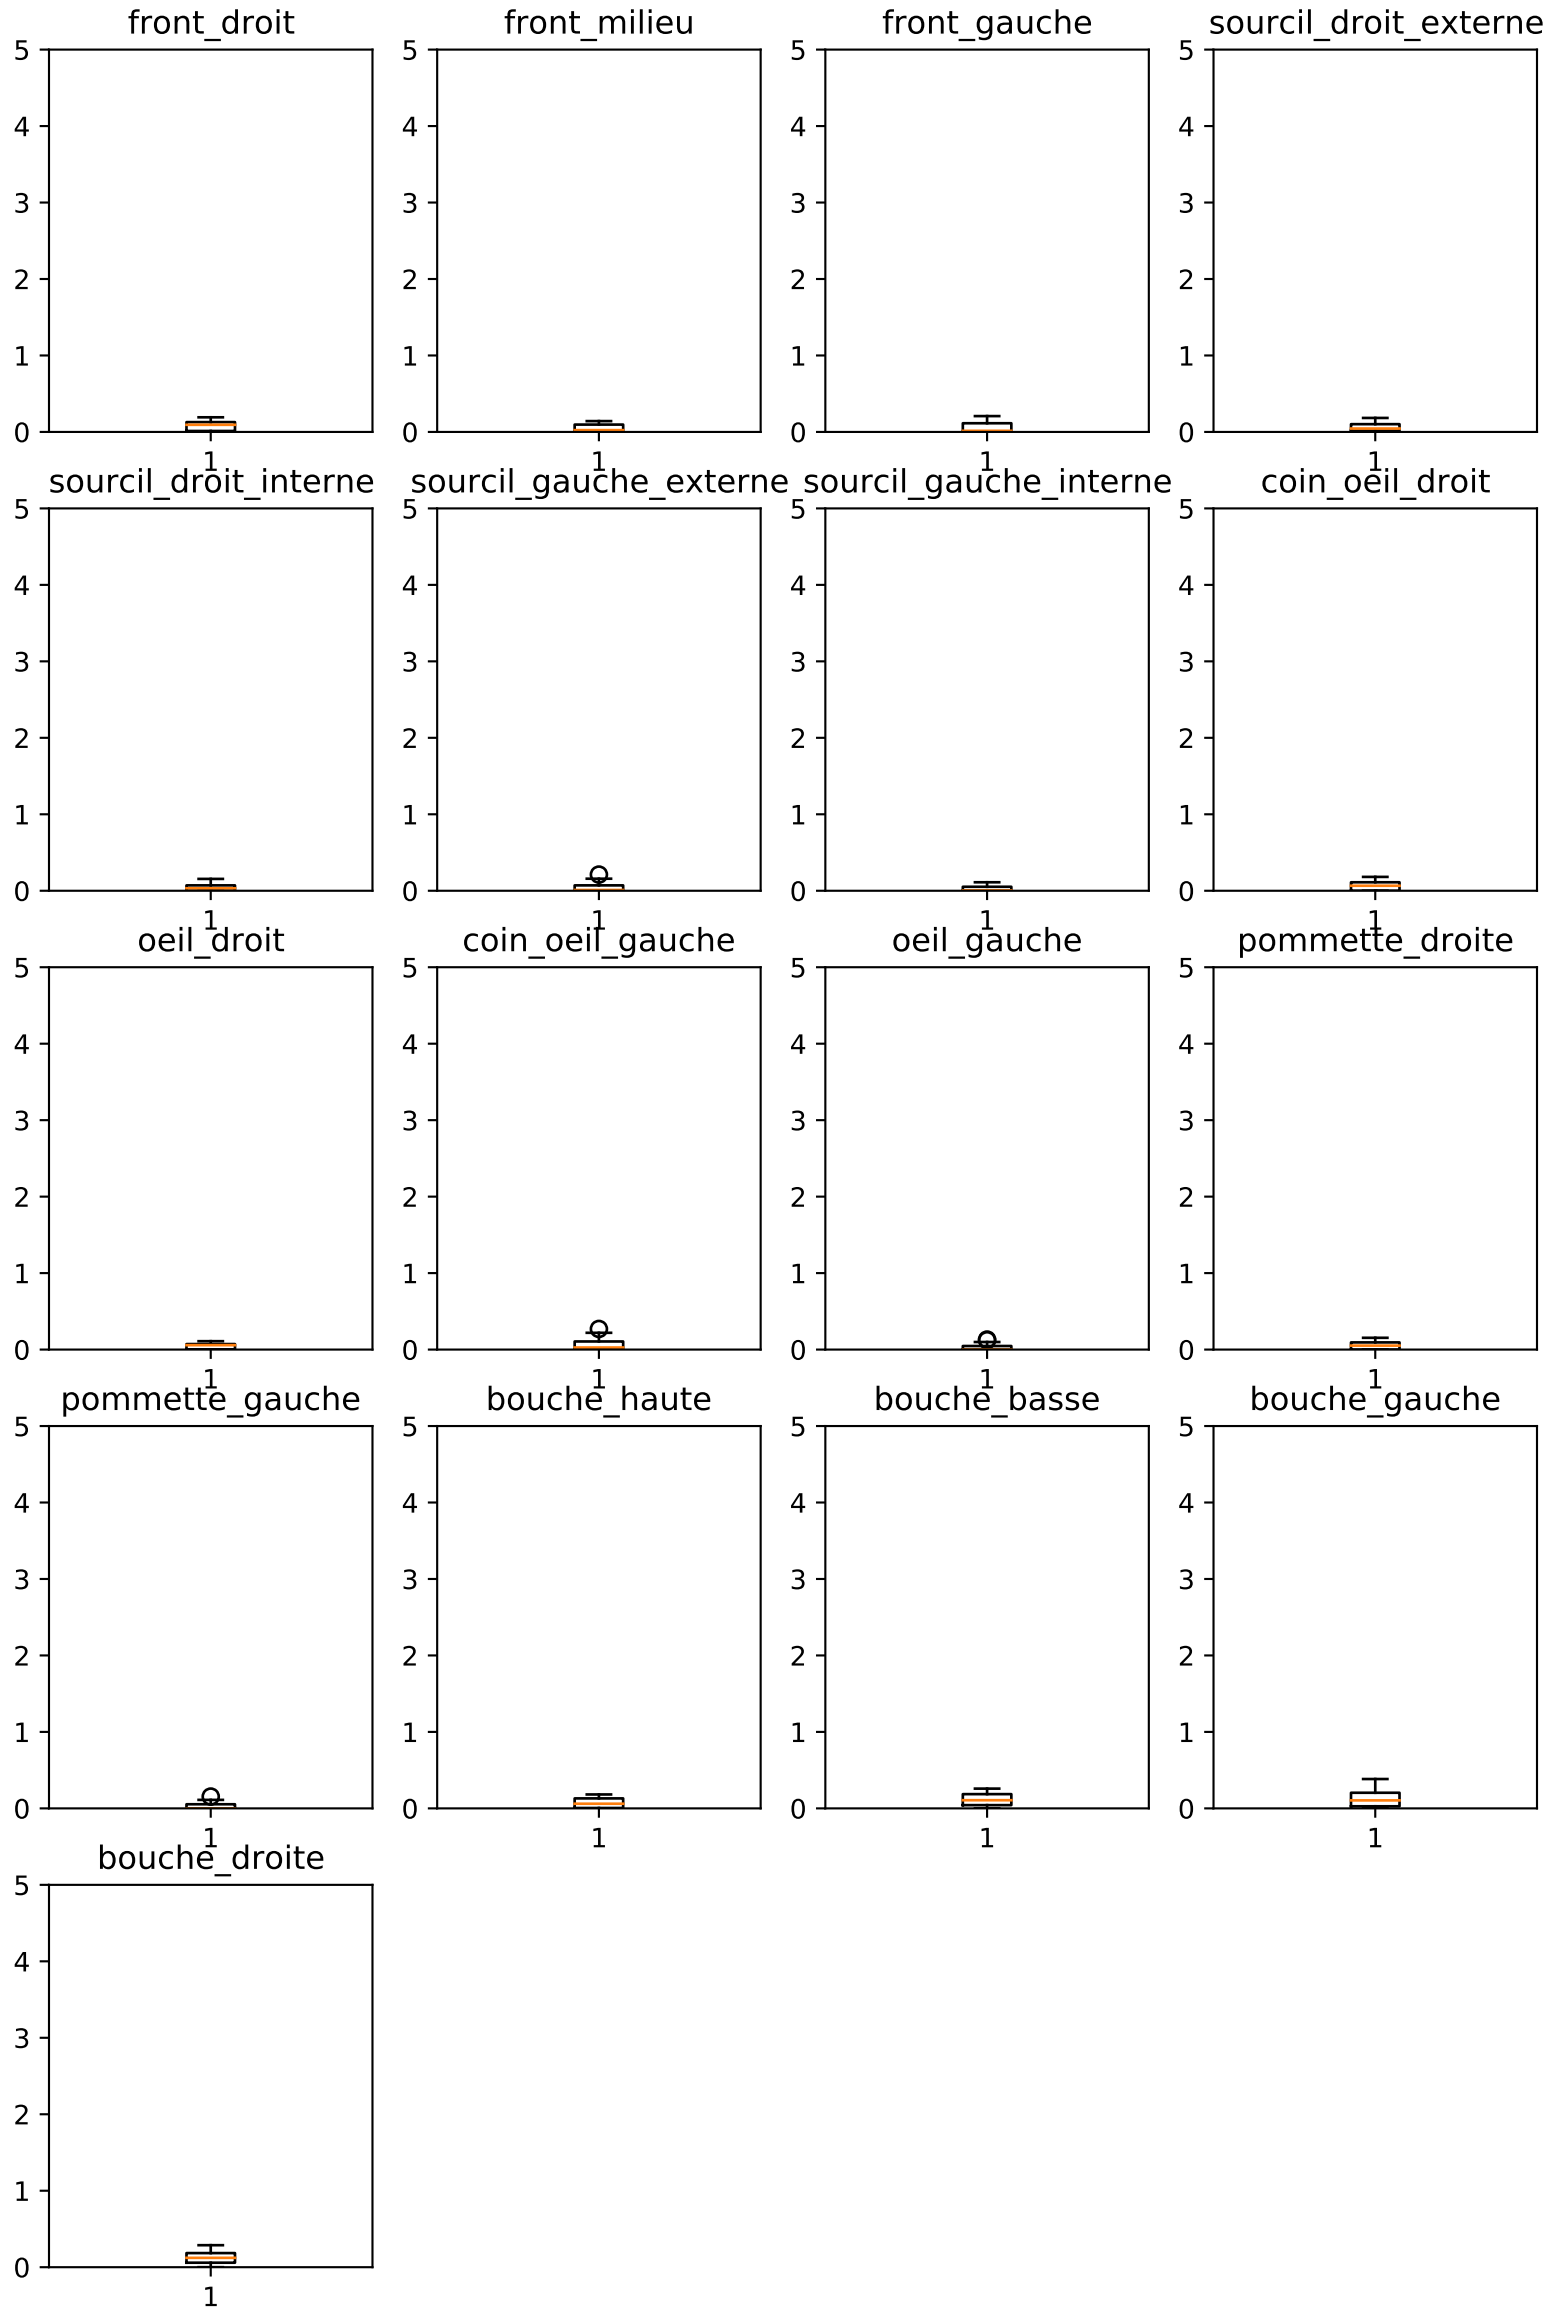 front_droit front_milieu front_gauche sourcil_droit_externe
5 5 5 5
4 4 4 4
3 3 3 3
2 2 2 2
1 1 1 1
0 0 0 0
1 1 1 1
sourcil_droit_interne sourcil_gauche_externe sourcil_gauche_interne coin_oeil_droit
5 5 5 5
4 4 4 4
3 3 3 3
2 2 2 2
1 1 1 1
0 0 0 0
1 1 1 1
oeil_droit coin_oeil_gauche oeil_gauche pommette_droite
5 5 5 5
4 4 4 4
3 3 3 3
2 2 2 2
1 1 1 1
0 0 0 0
1 1 1 1
pommette_gauche bouche_haute bouche_basse bouche_gauche
5 5 5 5
4 4 4 4
3 3 3 3
2 2 2 2
1 1 1 1
0 0 0 0
1 1 1 1
bouche_droite
5
4
3
2
1
0
1